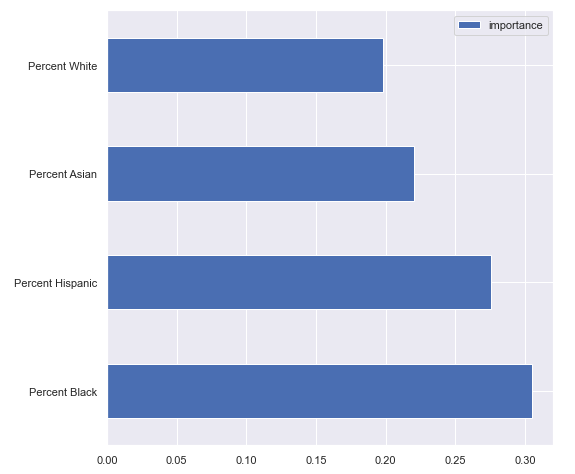 importance
Percent White
Percent Asian
Percent Hispanic
Percent Black
0.00 0.05 0.10 0.15 0.20 0.25 0.30